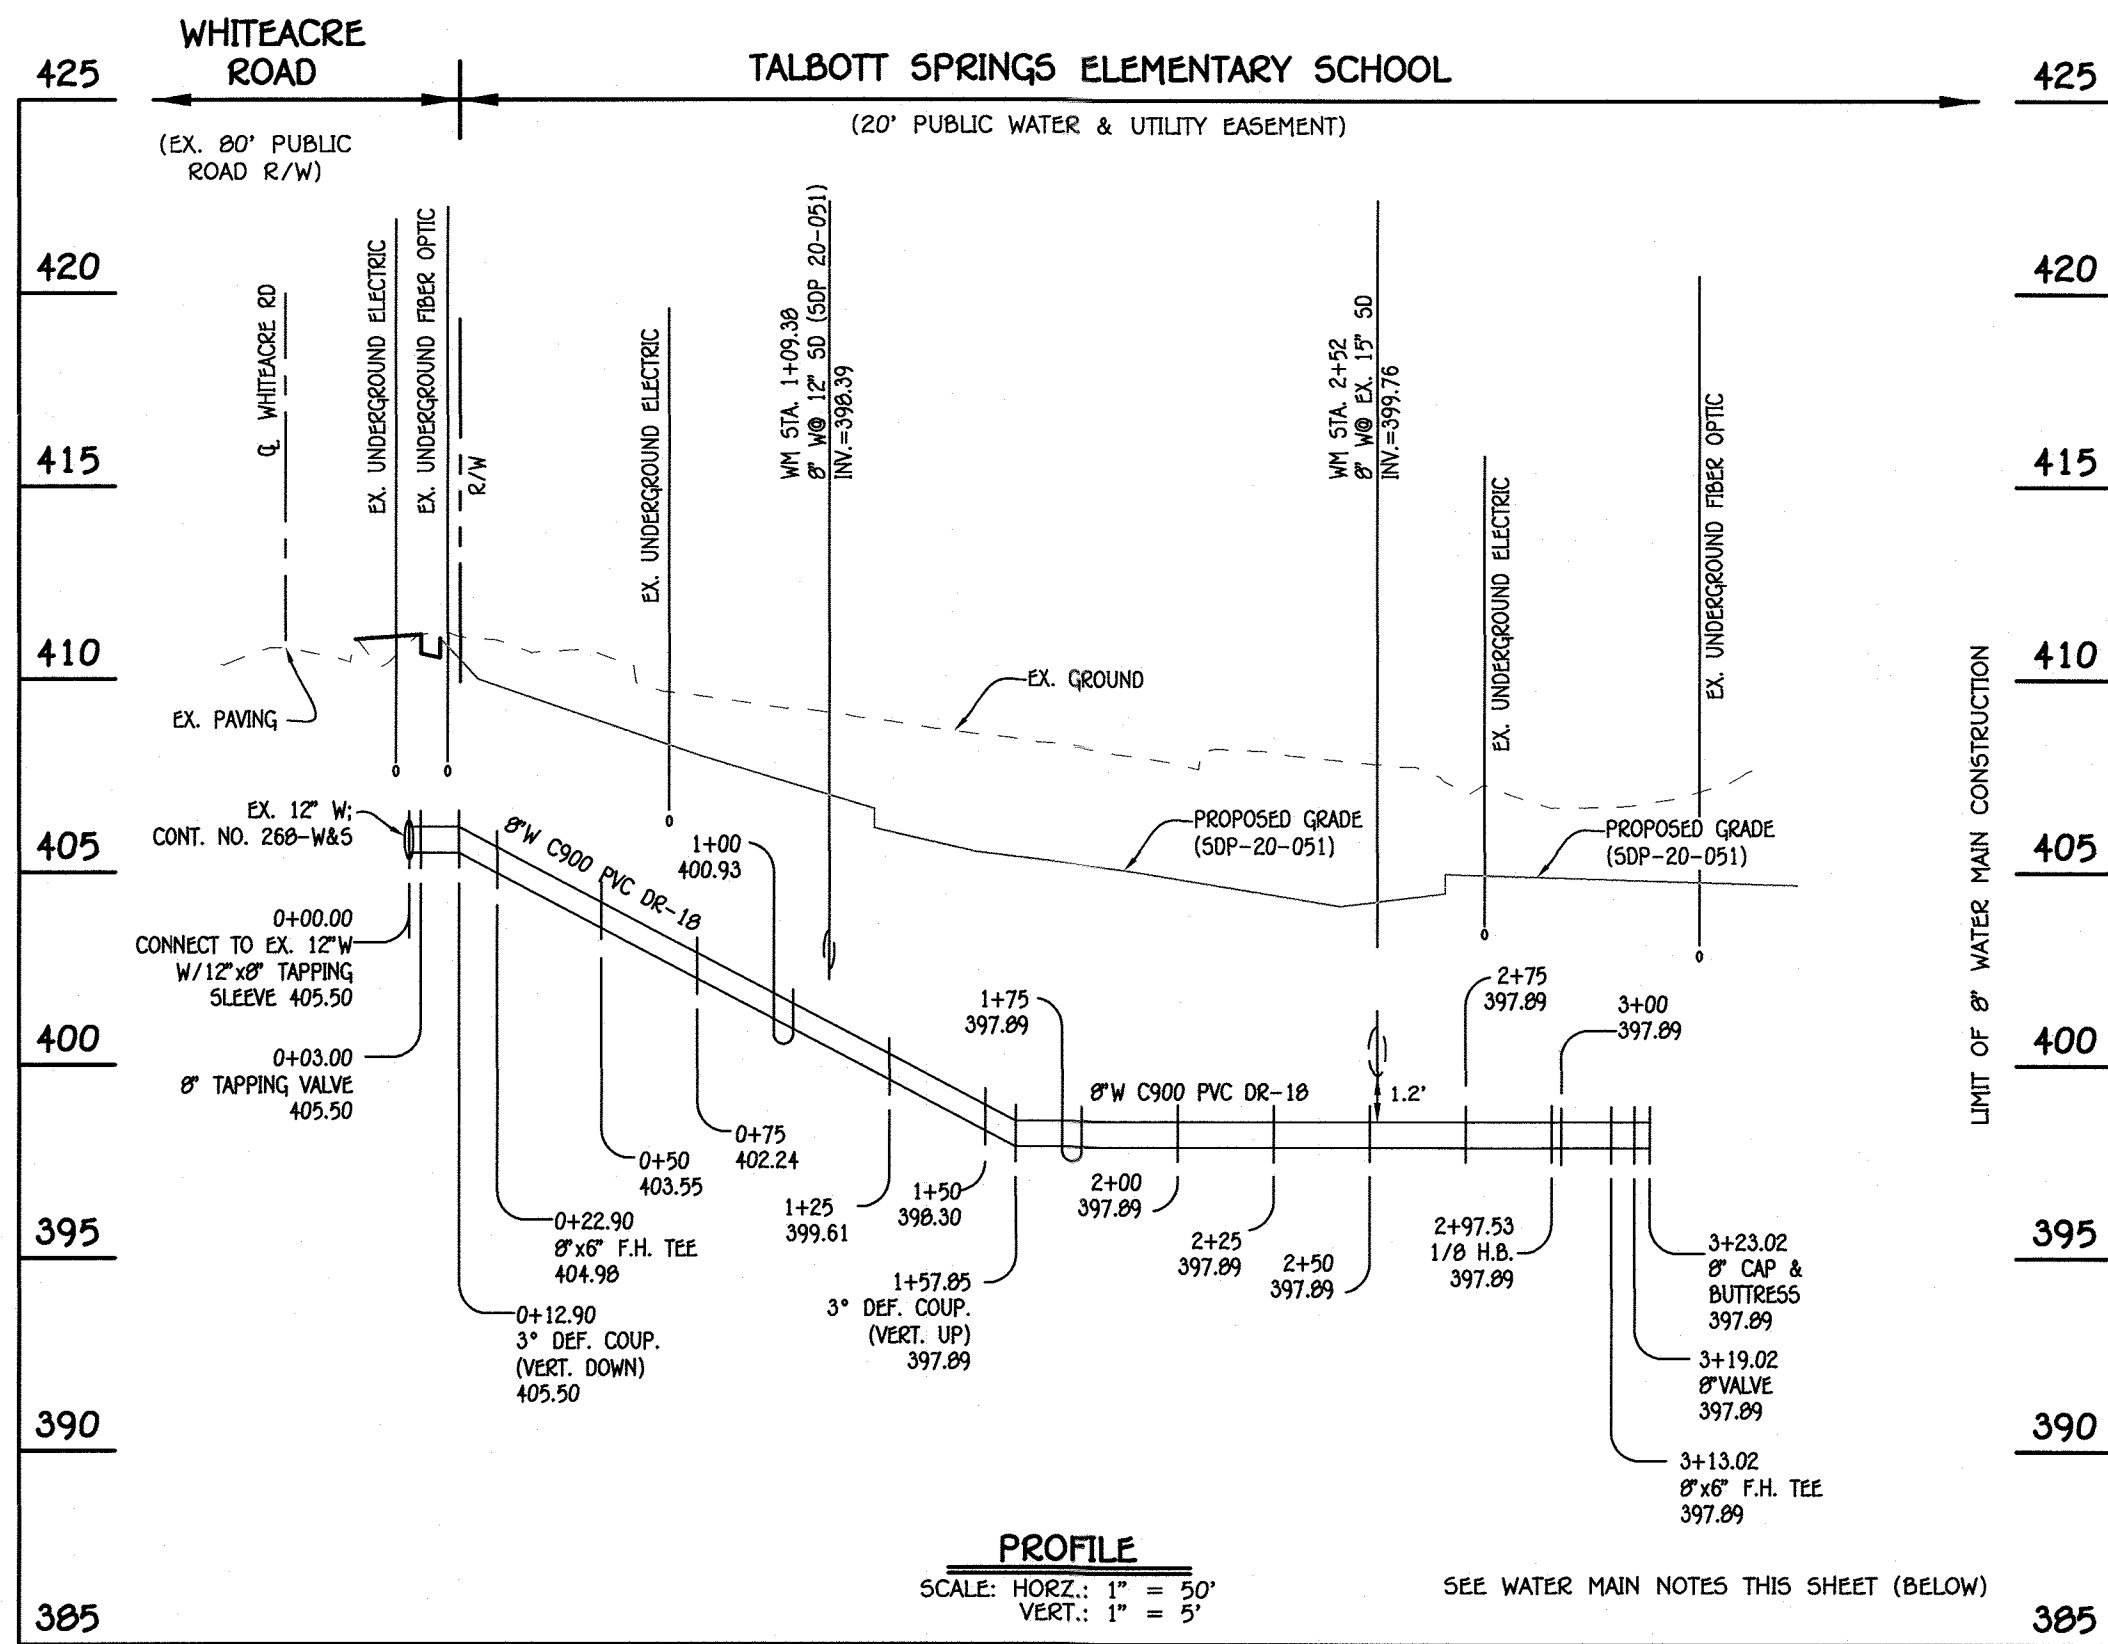 WHITEACRE
ROAD
TALBOTT SPRINGS ELEMENTARY SCHOOL
425
425
(EX. 80' PUBLIC
ROAD R/W)
(20' PUBLIC WATER & UTILITY EASEMENT)
420
420
℄ WHITEACRE RD
EX. UNDERGROUND ELECTRIC
EX. UNDERGROUND FIBER OPTIC
R/W
EX. UNDERGROUND ELECTRIC
WM STA. 1+09.38
8" W@ 12" SD (SDP 20-051)
INV.=398.39
WM STA. 2+52
8" W@ EX. 15" SD
INV.=399.76
EX. UNDERGROUND ELECTRIC
EX. UNDERGROUND FIBER OPTIC
415
415
410
410
EX. PAVING
EX. GROUND
LIMIT OF 8" WATER MAIN CONSTRUCTION
EX. 12" W;
CONT. NO. 268-W&S
8"W C900 PVC DR-18
1+00
400.93
PROPOSED GRADE
(SDP-20-051)
PROPOSED GRADE
(SDP-20-051)
405
405
0+00.00
CONNECT TO EX. 12"W
W/12"x8" TAPPING
SLEEVE 405.50
1+75
397.89
2+75
397.89
3+00
397.89
400
400
0+03.00
8" TAPPING VALVE
405.50
8"W C900 PVC DR-18
1.2'
0+75
402.24
0+50
403.55
1+25
399.61
1+50
398.30
2+00
397.89
395
395
0+22.90
8"x6" F.H. TEE
404.98
2+25
397.89
2+50
397.89
2+97.53
1/8 H.B.
397.89
3+23.02
8" CAP &
BUTTRESS
397.89
1+57.85
3° DEF. COUP.
(VERT. UP)
397.89
0+12.90
3° DEF. COUP.
(VERT. DOWN)
405.50
3+19.02
8"VALVE
397.89
390
390
3+13.02
8"x6" F.H. TEE
397.89
PROFILE
SCALE: HORZ.: 1" = 50'
VERT.: 1" = 5'
SEE WATER MAIN NOTES THIS SHEET (BELOW)
385
385